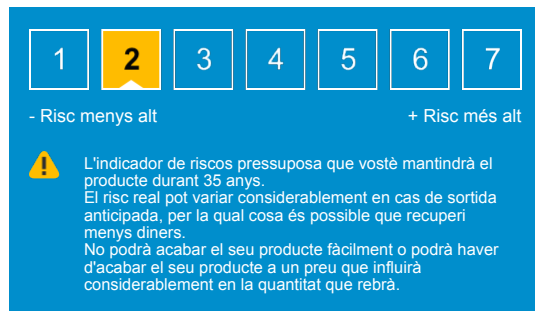 1 2 3 4 5 6 7
- Risc menys alt + Risc més alt
L'indicador de riscos pressuposa que vostè mantindrà el
producte durant 35 anys.
El risc real pot variar considerablement en cas de sortida
anticipada, per la qual cosa és possible que recuperi
menys diners.
No podrà acabar el seu producte fàcilment o podrà haver
d'acabar el seu producte a un preu que influirà
considerablement en la quantitat que rebrà.